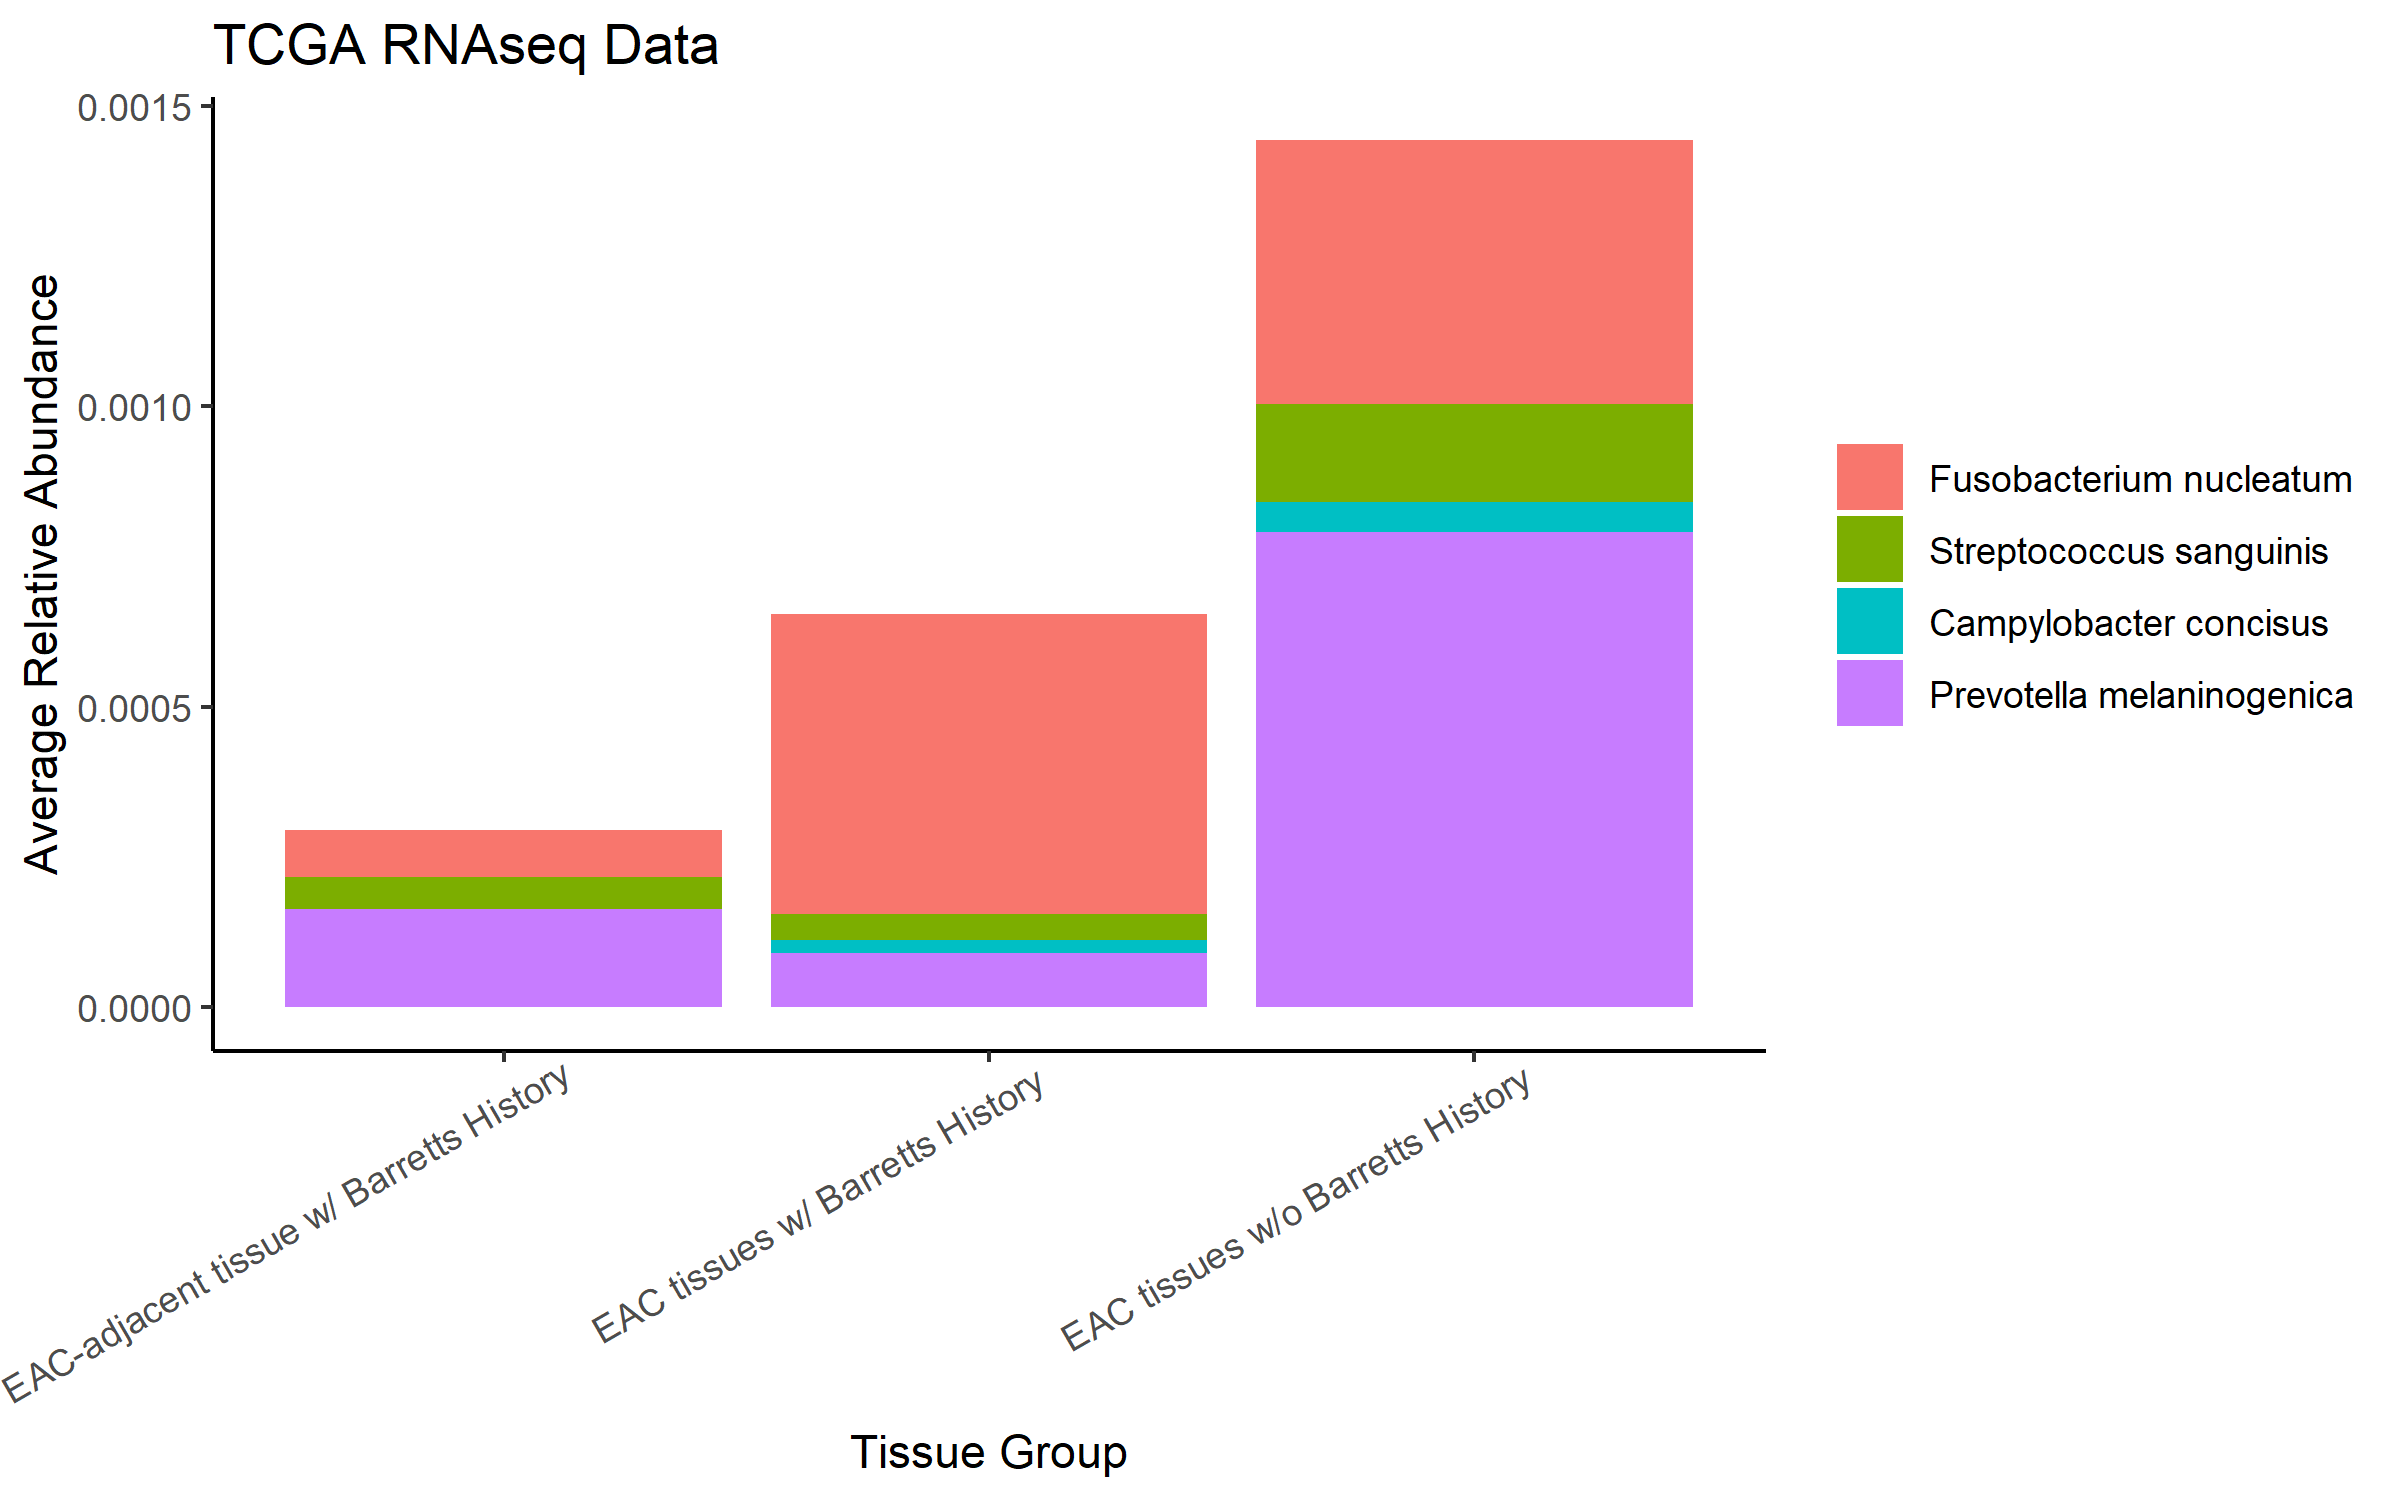 TCGA RNAseq Data
Average Relative Abundance
0.0015
0.0010
0.0005
0.0000
EAC-adjacent tissue w/ Barretts History
EAC tissues w/ Barretts History
EAC tissues w/o Barretts History
Tissue Group
Fusobacterium nucleatum
Streptococcus sanguinis
Campylobacter concisus
Prevotella melaninogenica